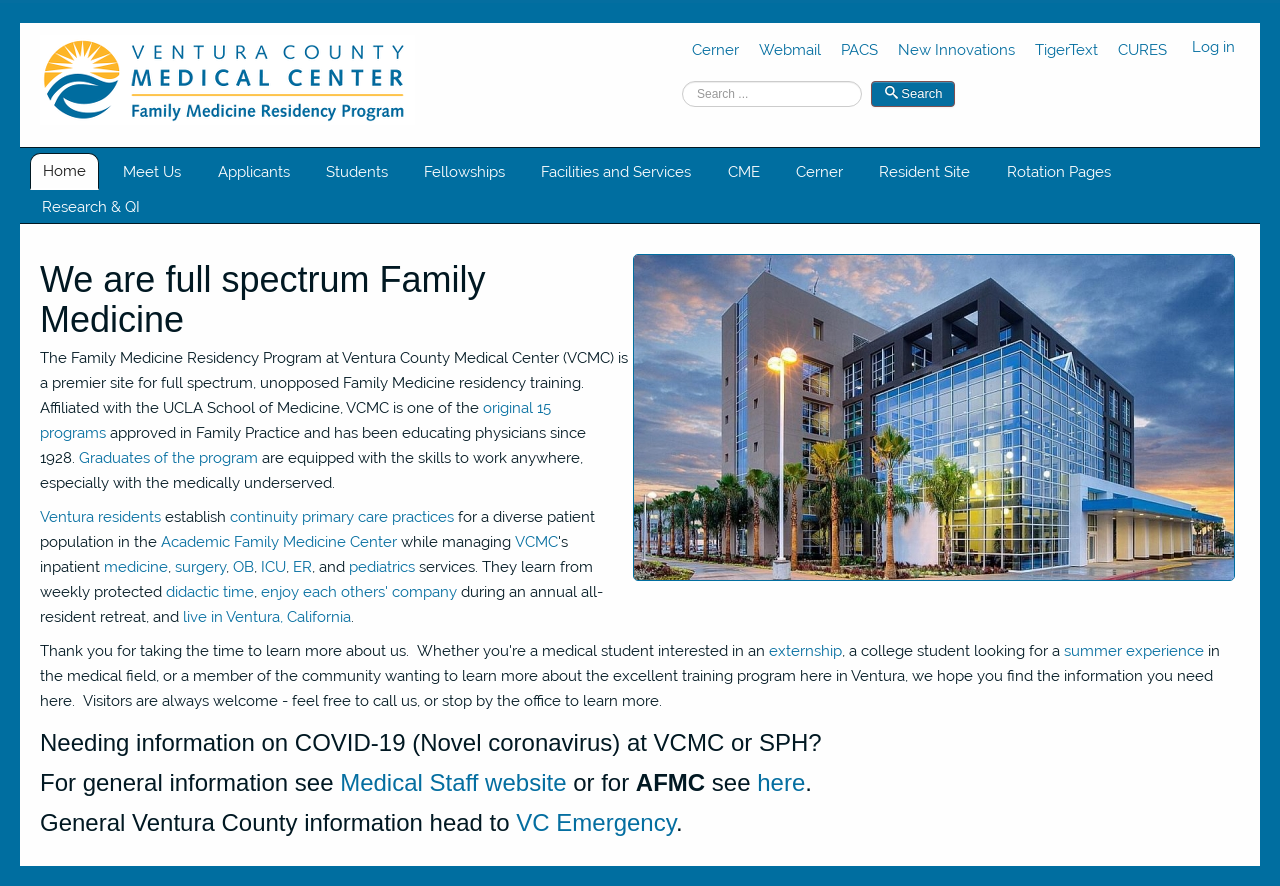 VENTURA COUNTY
MEDICAL CENTER
Family Medicine Residency Program
Cerner Webmail PACS New Innovations TigerText CURES Log in
Search ... Search
Home Meet Us Applicants Students Fellowships Facilities and Services CME Cerner Resident Site Rotation Pages
Research & QI
We are full spectrum Family
Medicine
The Family Medicine Residency Program at Ventura County Medical Center (VCMC) is
a premier site for full spectrum, unopposed Family Medicine residency training.
Affiliated with the UCLA School of Medicine, VCMC is one of the original 15
programs approved in Family Practice and has been educating physicians since
1928. Graduates of the program are equipped with the skills to work anywhere,
especially with the medically underserved.
Ventura residents establish continuity primary care practices for a diverse patient
population in the Academic Family Medicine Center while managing VCMC's
inpatient medicine, surgery, OB, ICU, ER, and pediatrics services. They learn from
weekly protected didactic time, enjoy each others' company during an annual all-
resident retreat, and live in Ventura, California.
Thank you for taking the time to learn more about us.  Whether you're a medical student interested in an externship, a college student looking for a summer experience in
the medical field, or a member of the community wanting to learn more about the excellent training program here in Ventura, we hope you find the information you need
here.  Visitors are always welcome - feel free to call us, or stop by the office to learn more.
Needing information on COVID-19 (Novel coronavirus) at VCMC or SPH?
For general information see Medical Staff website or for AFMC see here.
General Ventura County information head to VC Emergency.